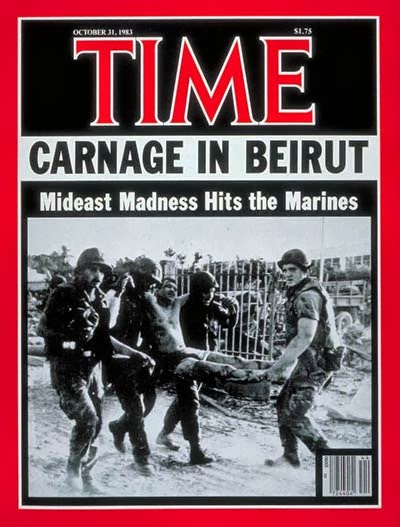 OCTOBER 31, 1983
$1.75
TIME
CARNAGE IN BEIRUT
Mideast Madness Hits the Marines